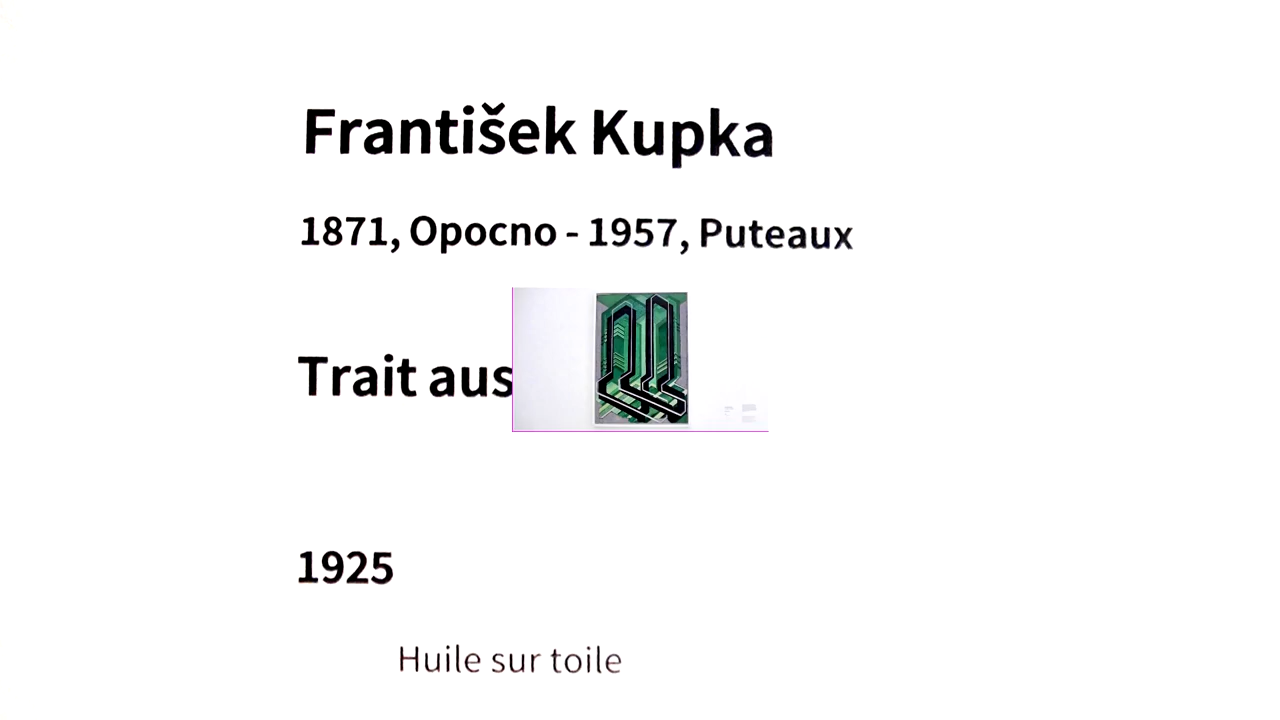 František Kupka
1871, Opocno - 1957, Puteaux
Trait aus
1925
Huile sur toile